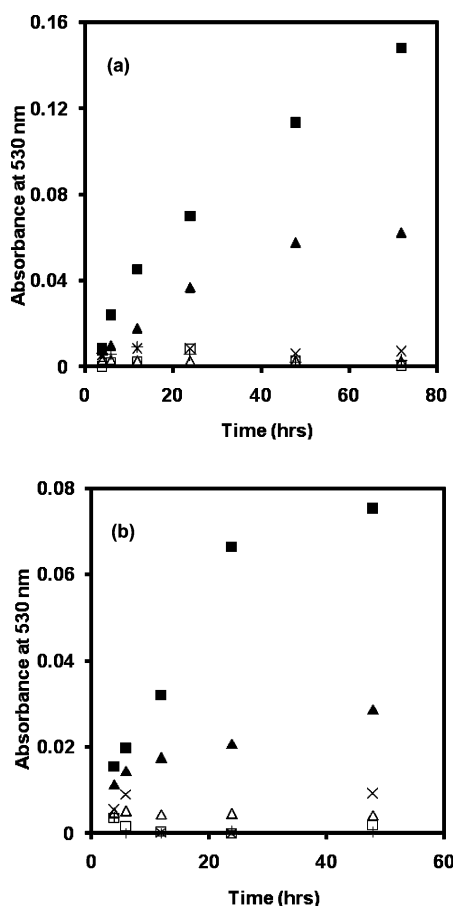 0.16
(a)
0.12
0.08
0.04
0
0 20 40 60 80
Absorbance at 530 nm
Time (hrs)
0.08
(b)
0.06
0.04
0.02
0
0 20 40 60
Absorbance at 530 nm
Time (hrs)